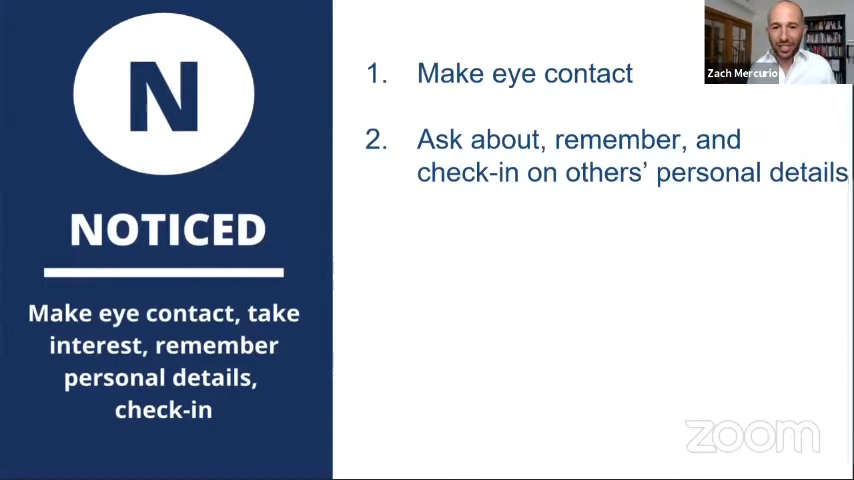 N
NOTICED
Make eye contact, take
interest, remember
personal details,
check-in
1. Make eye contact
2. Ask about, remember, and
check-in on others’ personal details
Zach Mercurio
zoom